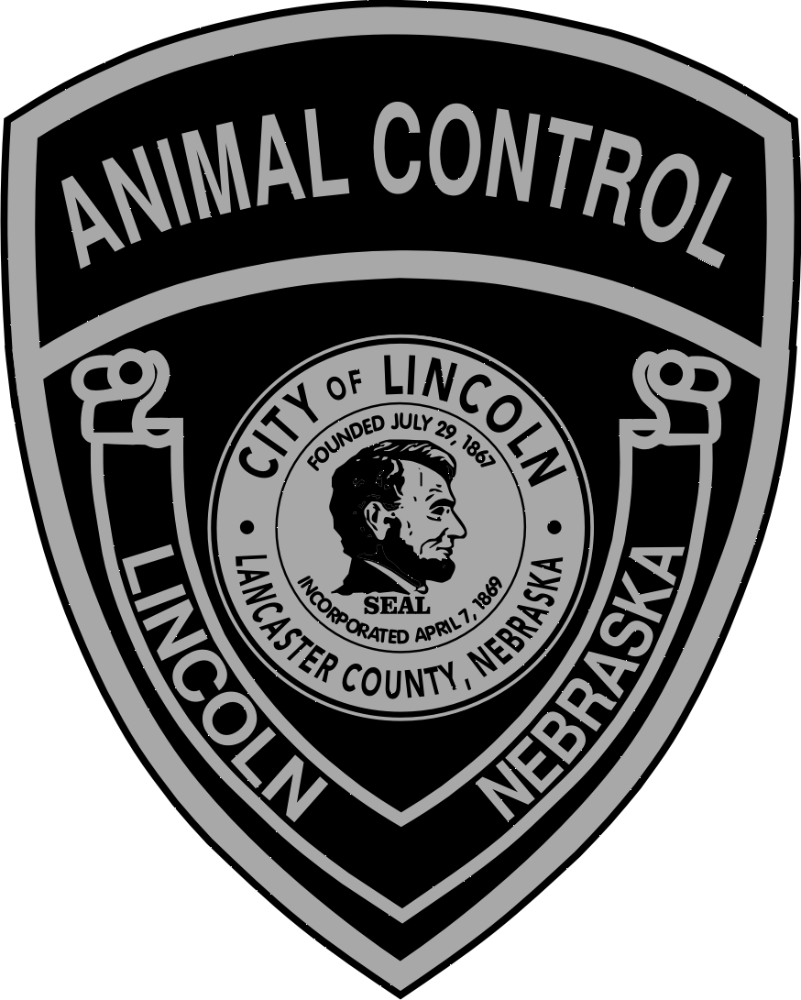 ANIMAL CONTROL
CITY OF LINCOLN
FOUNDED JULY 29, 1867
SEAL
INCORPORATED APRIL 7, 1869
LANCASTER COUNTY, NEBRASKA
LINCOLN
NEBRASKA